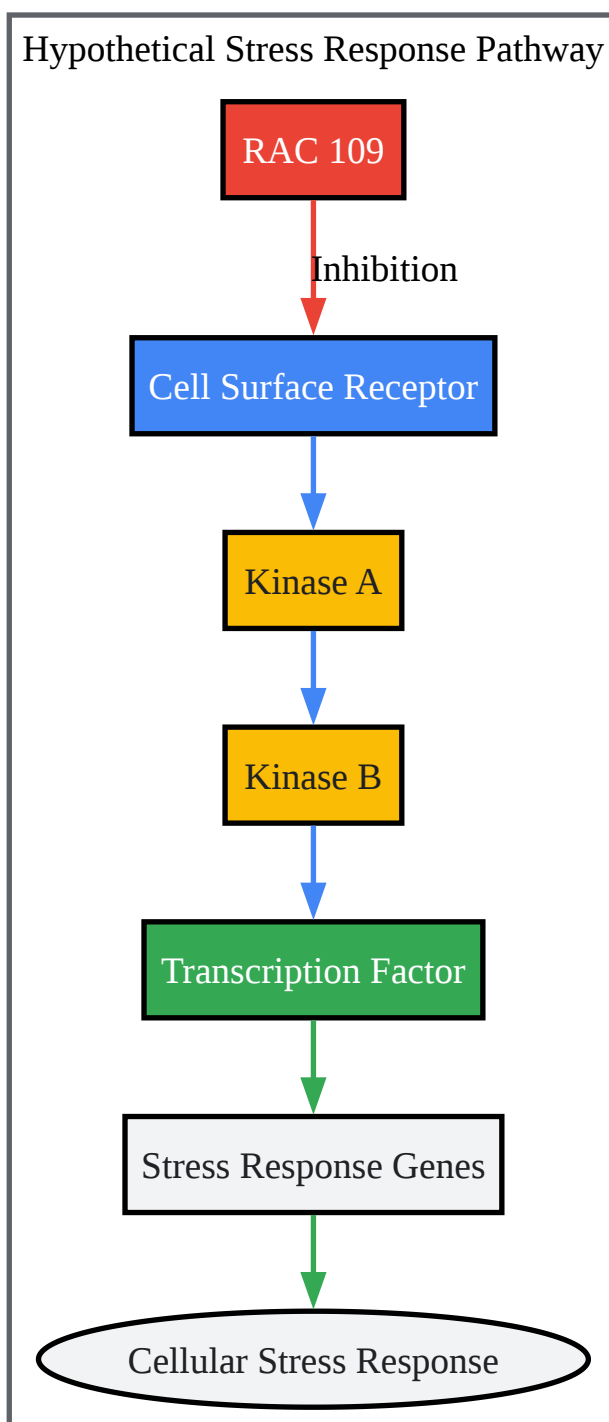 Hypothetical Stress Response Pathway
RAC 109
Inhibition
Cell Surface Receptor
Kinase A
Kinase B
Transcription Factor
Stress Response Genes
Cellular Stress Response